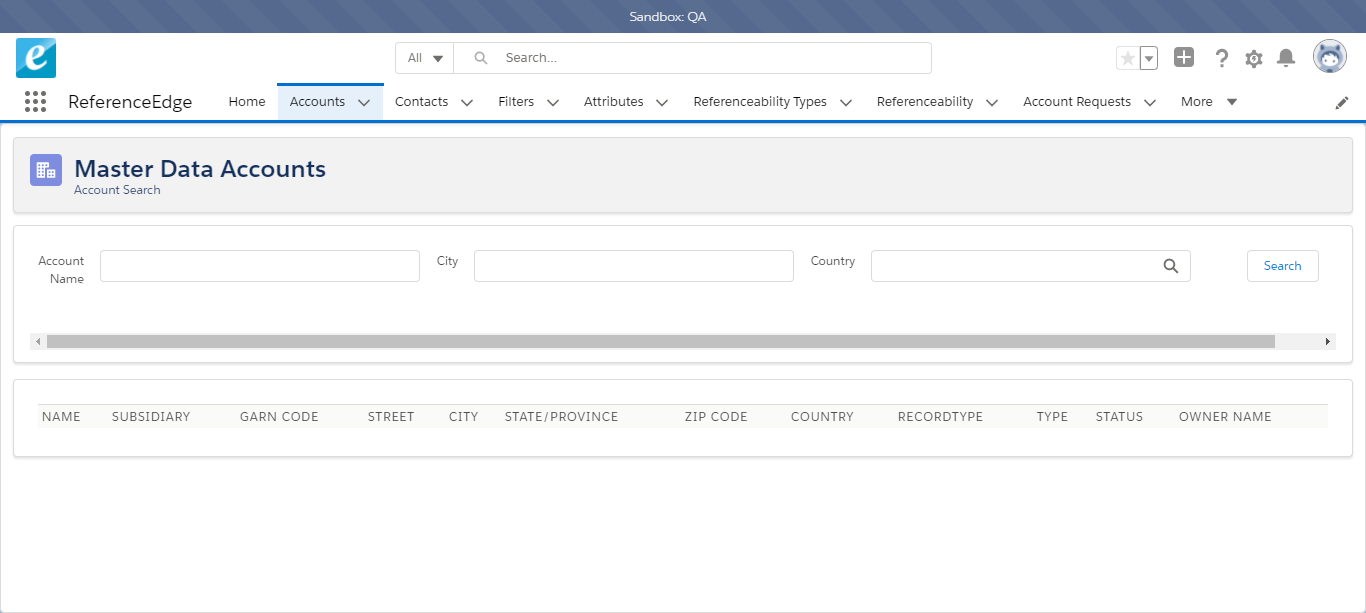 Sandbox: QA
e
All Search...
ReferenceEdge Home Accounts Contacts Filters Attributes Referenceability Types Referenceability Account Requests More
Master Data Accounts
Account Search
Account Name City Country Search
NAME SUBSIDIARY GARN CODE STREET CITY STATE/PROVINCE ZIP CODE COUNTRY RECORDTYPE TYPE STATUS OWNER NAME